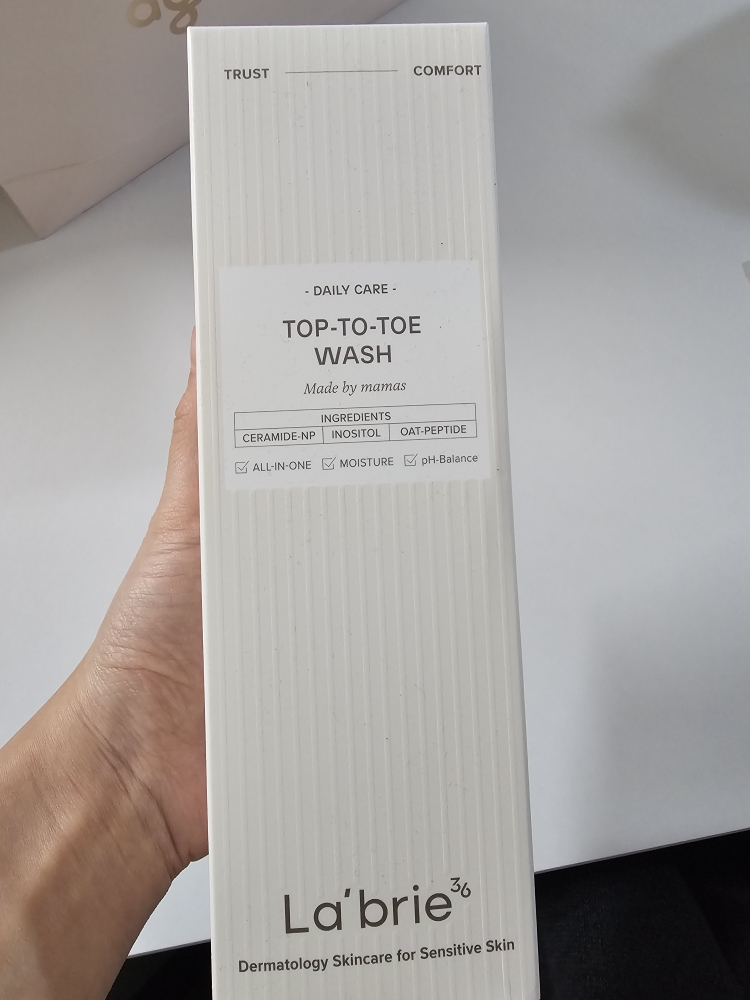 TRUST COMFORT
- DAILY CARE -
TOP-TO-TOE
WASH
Made by mamas
INGREDIENTS
CERAMIDE-NP INOSITOL OAT-PEPTIDE
ALL-IN-ONE MOISTURE pH-Balance
La'brie36
Dermatology Skincare for Sensitive Skin